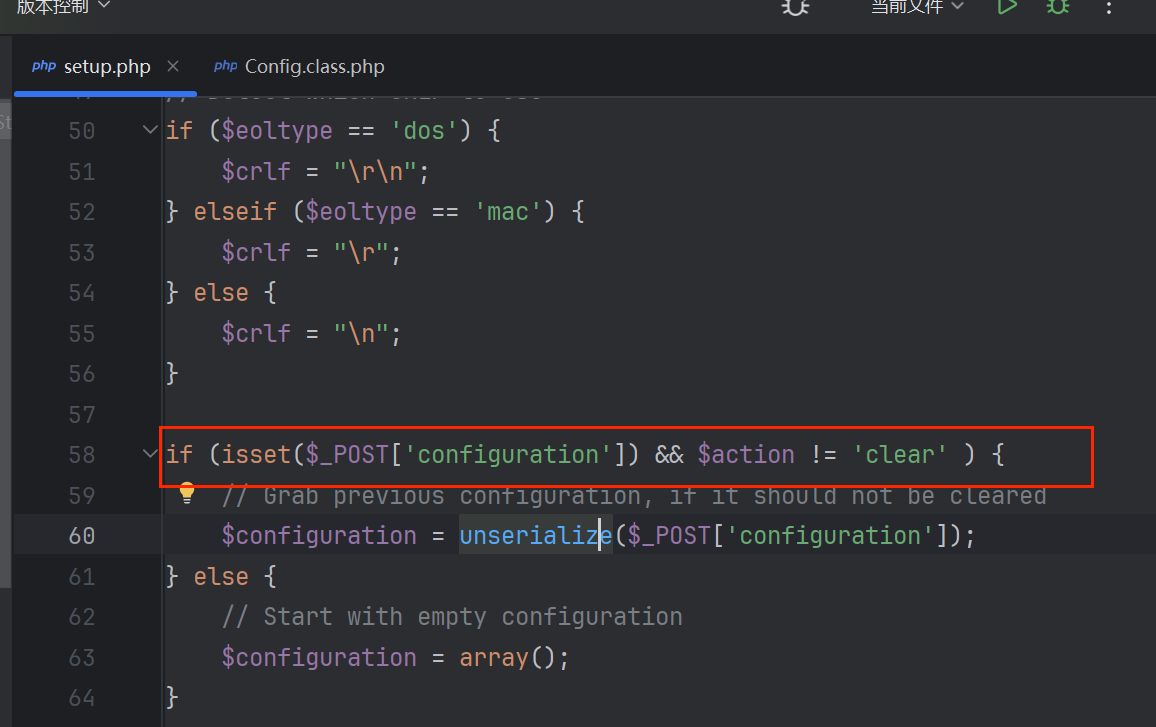 版本控制
当前文件
php setup.php
php Config.class.php
50 if ($eoltype == 'dos') {
51 $crlf = "\r\n";
52 } elseif ($eoltype == 'mac') {
53 $crlf = "\r";
54 } else {
55 $crlf = "\n";
56 }
57
58 if (isset($_POST['configuration']) && $action != 'clear' ) {
59 // Grab previous configuration, if it should not be cleared
60 $configuration = unserialize($_POST['configuration']);
61 } else {
62 // Start with empty configuration
63 $configuration = array();
64 }